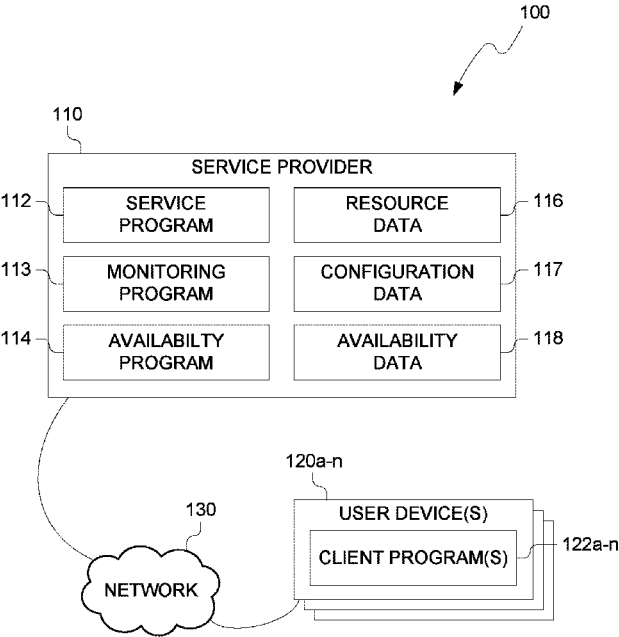 100
110
SERVICE PROVIDER
112
SERVICE
PROGRAM
RESOURCE
DATA
116
113
MONITORING
PROGRAM
CONFIGURATION
DATA
117
114
AVAILABILTY
PROGRAM
AVAILABILITY
DATA
118
120a-n
USER DEVICE(S)
CLIENT PROGRAM(S)
122a-n
130
NETWORK